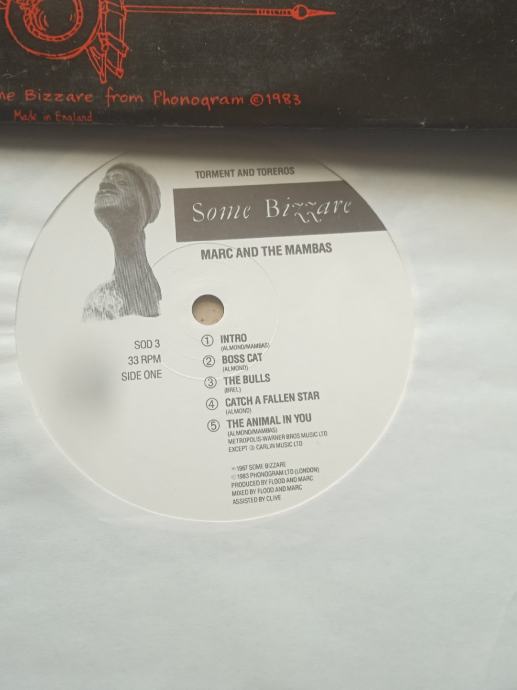 me Bizzare from Phonogram ©1983
Made in England
TORMENT AND TOREROS
Some Bizzare
MARC AND THE MAMBAS
SOD 3
33 RPM
SIDE ONE
① INTRO
(ALMOND/MAMBAS)
② BOSS CAT
(ALMOND)
③ THE BULLS
(BREL)
④ CATCH A FALLEN STAR
(ALMOND)
⑤ THE ANIMAL IN YOU
(ALMOND/MAMBAS)
METROPOLIS-WARNER BROS MUSIC LTD
EXCEPT ③ CARLIN MUSIC LTD
℗ 1997 SOME BIZZARE
© 1983 PHONOGRAM LTD (LONDON)
PRODUCED BY FLOOD AND MARC
MIXED BY FLOOD AND MARC
ASSISTED BY CLIVE